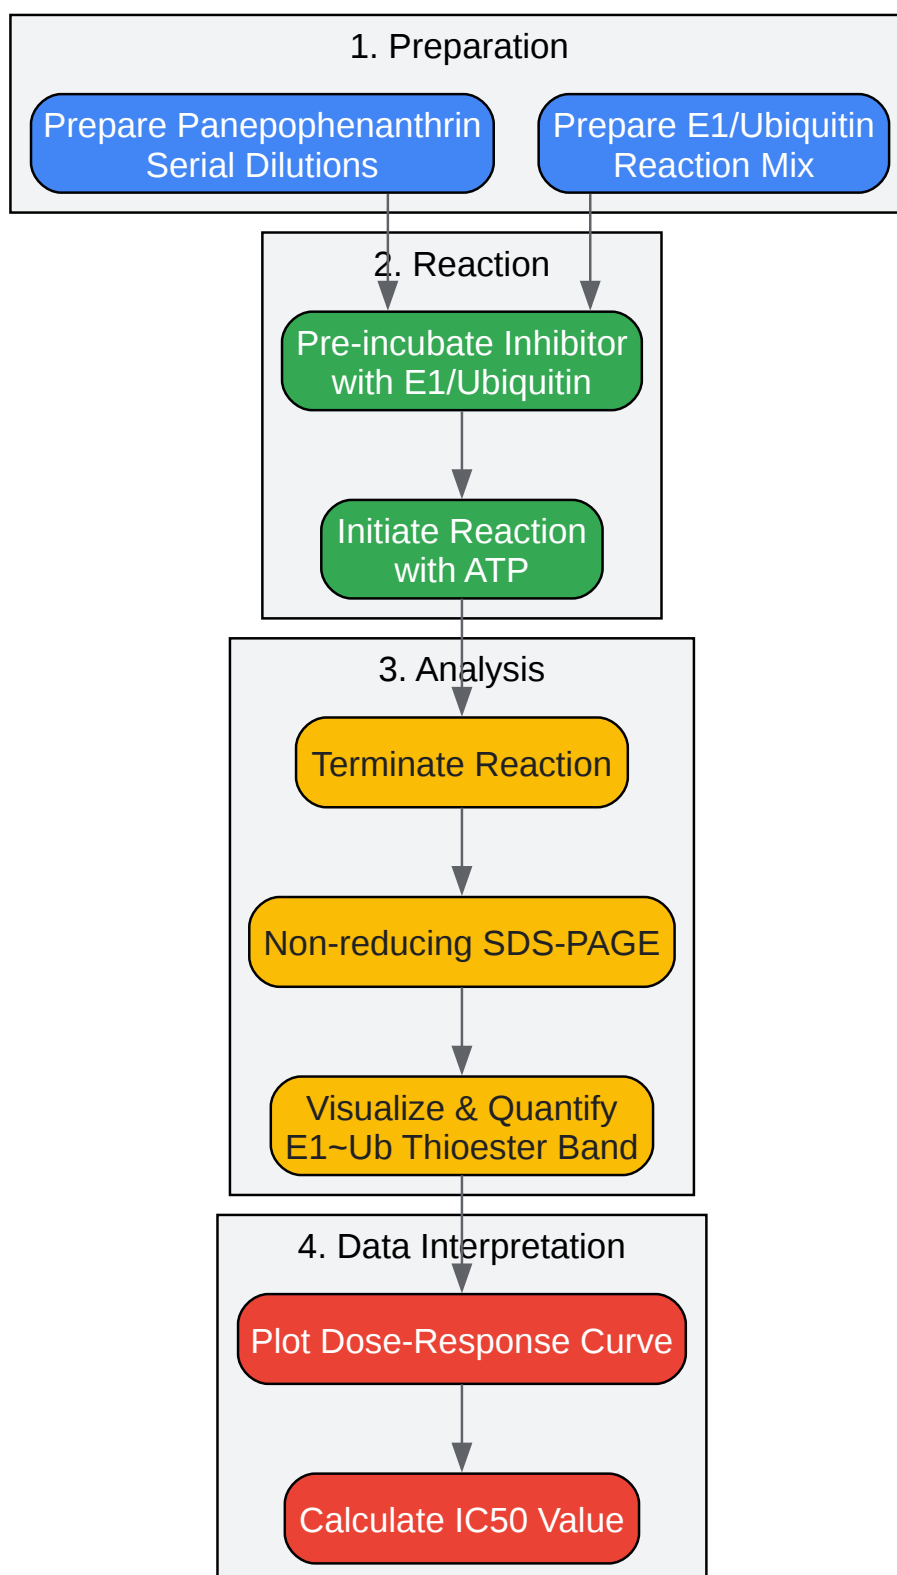 1. Preparation
Prepare Panepophenanthrin
Serial Dilutions
Prepare E1/Ubiquitin
Reaction Mix
2. Reaction
Pre-incubate Inhibitor
with E1/Ubiquitin
Initiate Reaction
with ATP
3. Analysis
Terminate Reaction
Non-reducing SDS-PAGE
Visualize & Quantify
E1~Ub Thioester Band
4. Data Interpretation
Plot Dose-Response Curve
Calculate IC50 Value